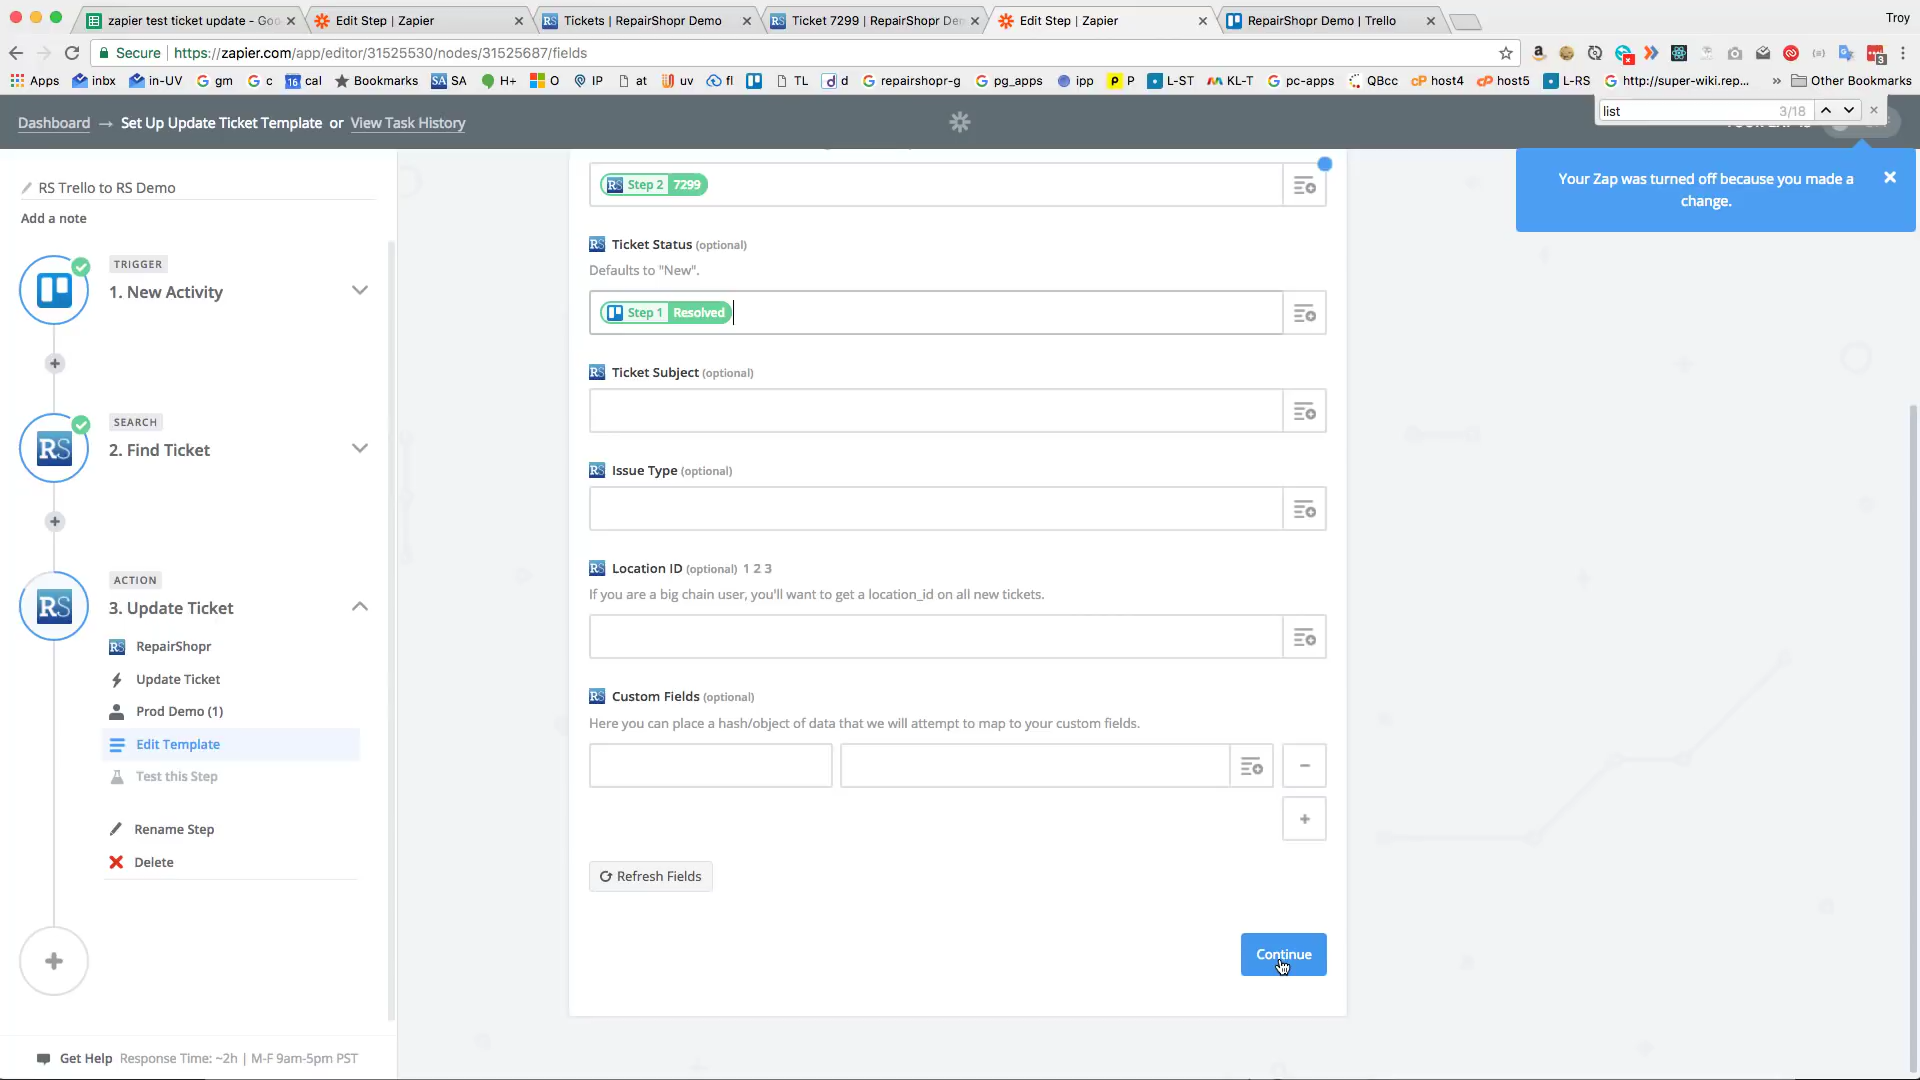 zapier test ticket update - Goo
Edit Step | Zapier
Tickets | RepairShopr Demo
Ticket 7299 | RepairShopr Dem
Edit Step | Zapier
RepairShopr Demo | Trello
Troy
Secure
https://zapier.com/app/editor/31525530/nodes/31525687/fields
Apps
inbx
in-UV
gm
c
cal
Bookmarks
SA
H+
O
IP
at
uv
fl
TL
d
repairshopr-g
pg_apps
ipp
P
L-ST
KL-T
pc-apps
QBcc
host4
host5
L-RS
http://super-wiki.rep...
»
Other Bookmarks
list
3/18
Dashboard → Set Up Update Ticket Template or View Task History
Your Zap was turned off because you made a
change.
RS Trello to RS Demo
Add a note
TRIGGER
1. New Activity
SEARCH
2. Find Ticket
ACTION
3. Update Ticket
RepairShopr
Update Ticket
Prod Demo (1)
Edit Template
Test this Step
Rename Step
Delete
Get Help Response Time: ~2h | M-F 9am-5pm PST
Step 2 7299
Ticket Status (optional)
Defaults to "New".
Step 1 Resolved
Ticket Subject (optional)
Issue Type (optional)
Location ID (optional) 1 2 3
If you are a big chain user, you'll want to get a location_id on all new tickets.
Custom Fields (optional)
Here you can place a hash/object of data that we will attempt to map to your custom fields.
Refresh Fields
Continue